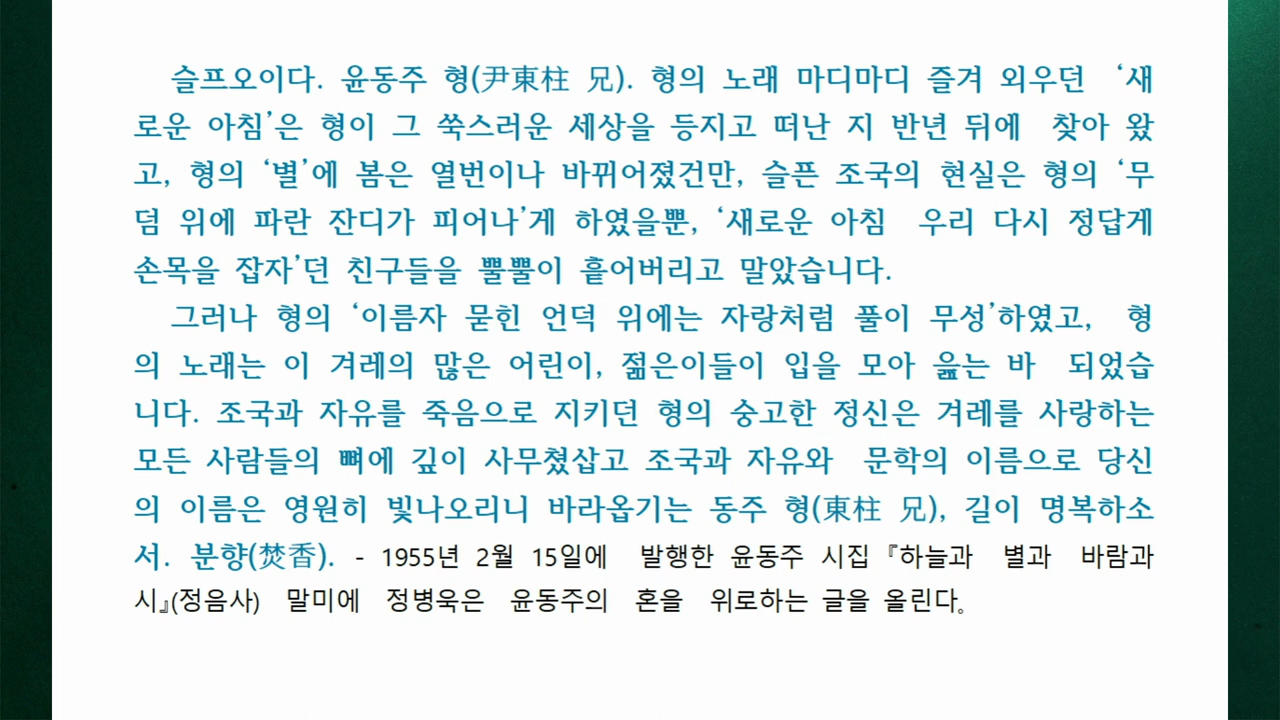 슬프오이다. 윤동주 형(尹東柱 兄). 형의 노래 마디마디 즐겨 외우던 ‘새
로운 아침’은 형이 그 쑥스러운 세상을 등지고 떠난 지 반년 뒤에 찾아 왔
고, 형의 ‘별’에 봄은 열번이나 바뀌어졌건만, 슬픈 조국의 현실은 형의 ‘무
덤 위에 파란 잔디가 피어나’게 하였을뿐, ‘새로운 아침 우리 다시 정답게
손목을 잡자’던 친구들을 뿔뿔이 흩어버리고 말았습니다.
그러나 형의 ‘이름자 묻힌 언덕 위에는 자랑처럼 풀이 무성’하였고, 형
의 노래는 이 겨레의 많은 어린이, 젊은이들이 입을 모아 읊는 바 되었습
니다. 조국과 자유를 죽음으로 지키던 형의 숭고한 정신은 겨레를 사랑하는
모든 사람들의 뼈에 깊이 사무쳤삽고 조국과 자유와 문학의 이름으로 당신
의 이름은 영원히 빛나오리니 바라옵기는 동주 형(東柱 兄), 길이 명복하소
서. 분향(焚香). - 1955년 2월 15일에 발행한 윤동주 시집 『하늘과 별과 바람과
시』(정음사) 말미에 정병욱은 윤동주의 혼을 위로하는 글을 올린다.